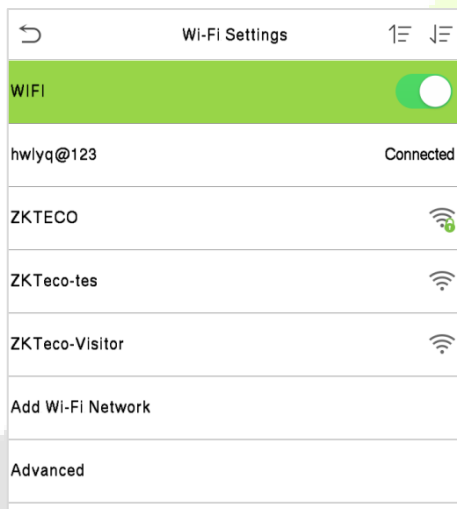 Wi-Fi Settings
WIFI
hwlyq@123
Connected
ZKTECO
ZKTeco-tes
ZKTeco-Visitor
Add Wi-Fi Network
Advanced